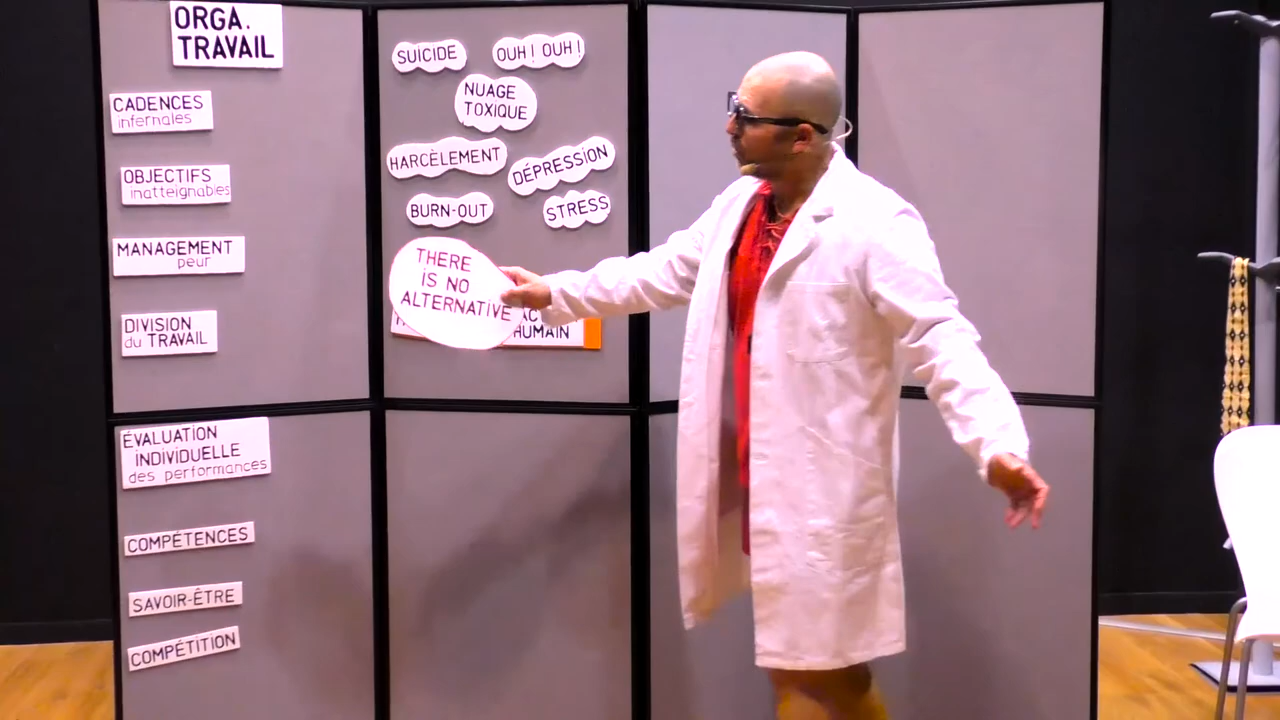 ORGA.
TRAVAIL
CADENCES
infernales
OBJECTIFS
inatteignables
MANAGEMENT
peur
DIVISION
du TRAVAIL
ÉVALUATION
INDIVIDUELLE
des performances
COMPÉTENCES
SAVOIR-ÊTRE
COMPÉTITION
SUICIDE
OUH! OUH!
NUAGE
TOXIQUE
HARCÈLEMENT
DÉPRESSION
BURN-OUT
STRESS
THERE
iS NO
ALTERNATIVE
HUMAIN